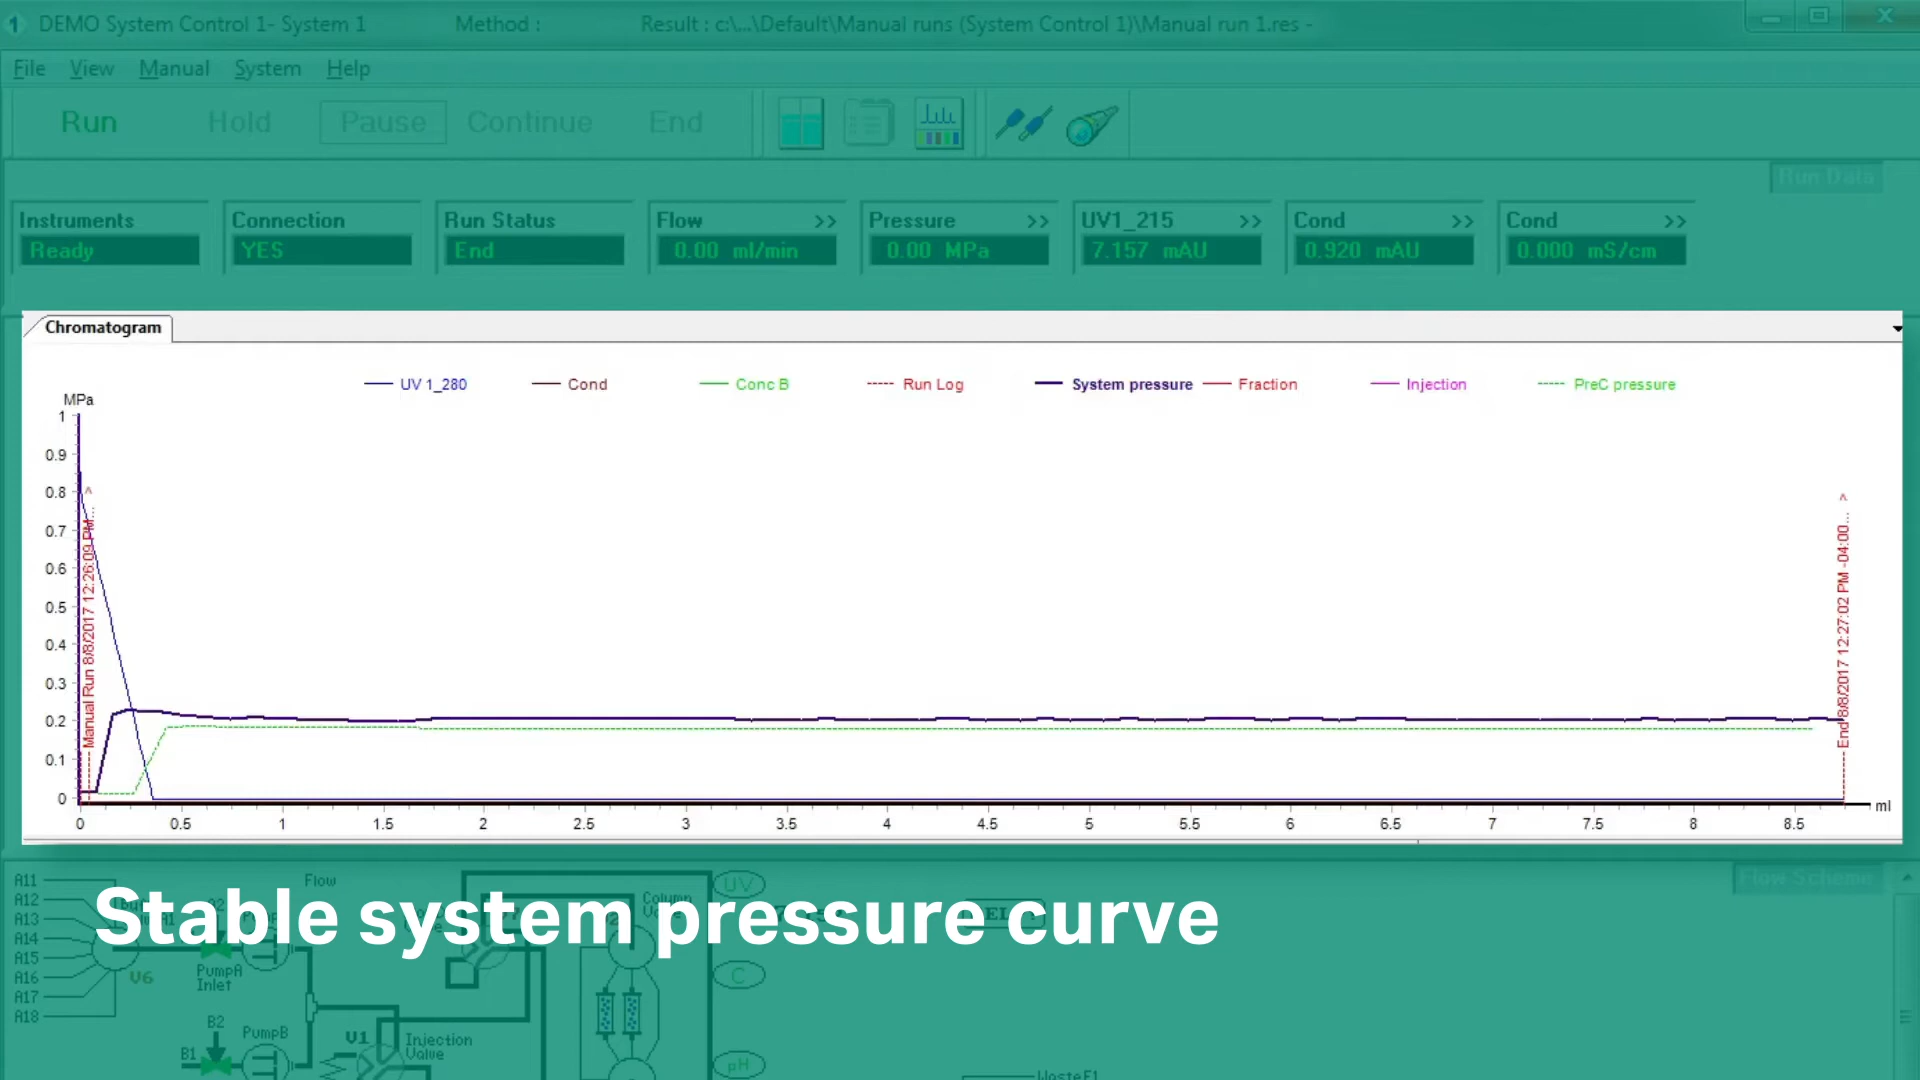 DEMO System Control 1- System 1 Method : Result : c:\...\Default\Manual runs (System Control 1)\Manual run 1.res -
File View Manual System Help
Run Hold Pause Continue End
Run Data
Instruments Connection Run Status Flow >> Pressure >> UV1_215 >> Cond >> Cond >>
Ready YES End 0.00 ml/min 0.00 MPa 7.157 mAU 0.920 mAU 0.000 mS/cm
Chromatogram
UV 1_280 Cond Conc B Run Log System pressure Fraction Injection PreC pressure
MPa
1
0.9
0.8
0.7
0.6
0.5
0.4
0.3
0.2
0.1
0
Manual Run 8/8/2017 12:26:09 PM...
End 8/8/2017 12:27:02 PM -04:00...
0 0.5 1 1.5 2 2.5 3 3.5 4 4.5 5 5.5 6 6.5 7 7.5 8 8.5 ml
Flow Scheme
Stable system pressure curve
A11
A12
A13
A14
A15
A16
A17
A18
Flow
Column
UV
V6
PumpA
Inlet
C
B2
PumpB
B1
V1
Injection
Valve
pH
WasteF1